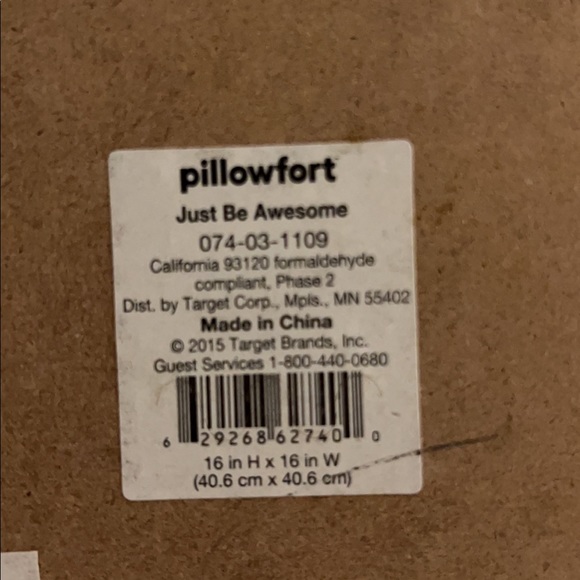 pillowfort
Just Be Awesome
074-03-1109
California 93120 formaldehyde
compliant, Phase 2
Dist. by Target Corp., Mpls., MN 55402
Made in China
© 2015 Target Brands, Inc.
Guest Services 1-800-440-0680
6 29268 62740 0
16 in H x 16 in W
(40.6 cm x 40.6 cm)